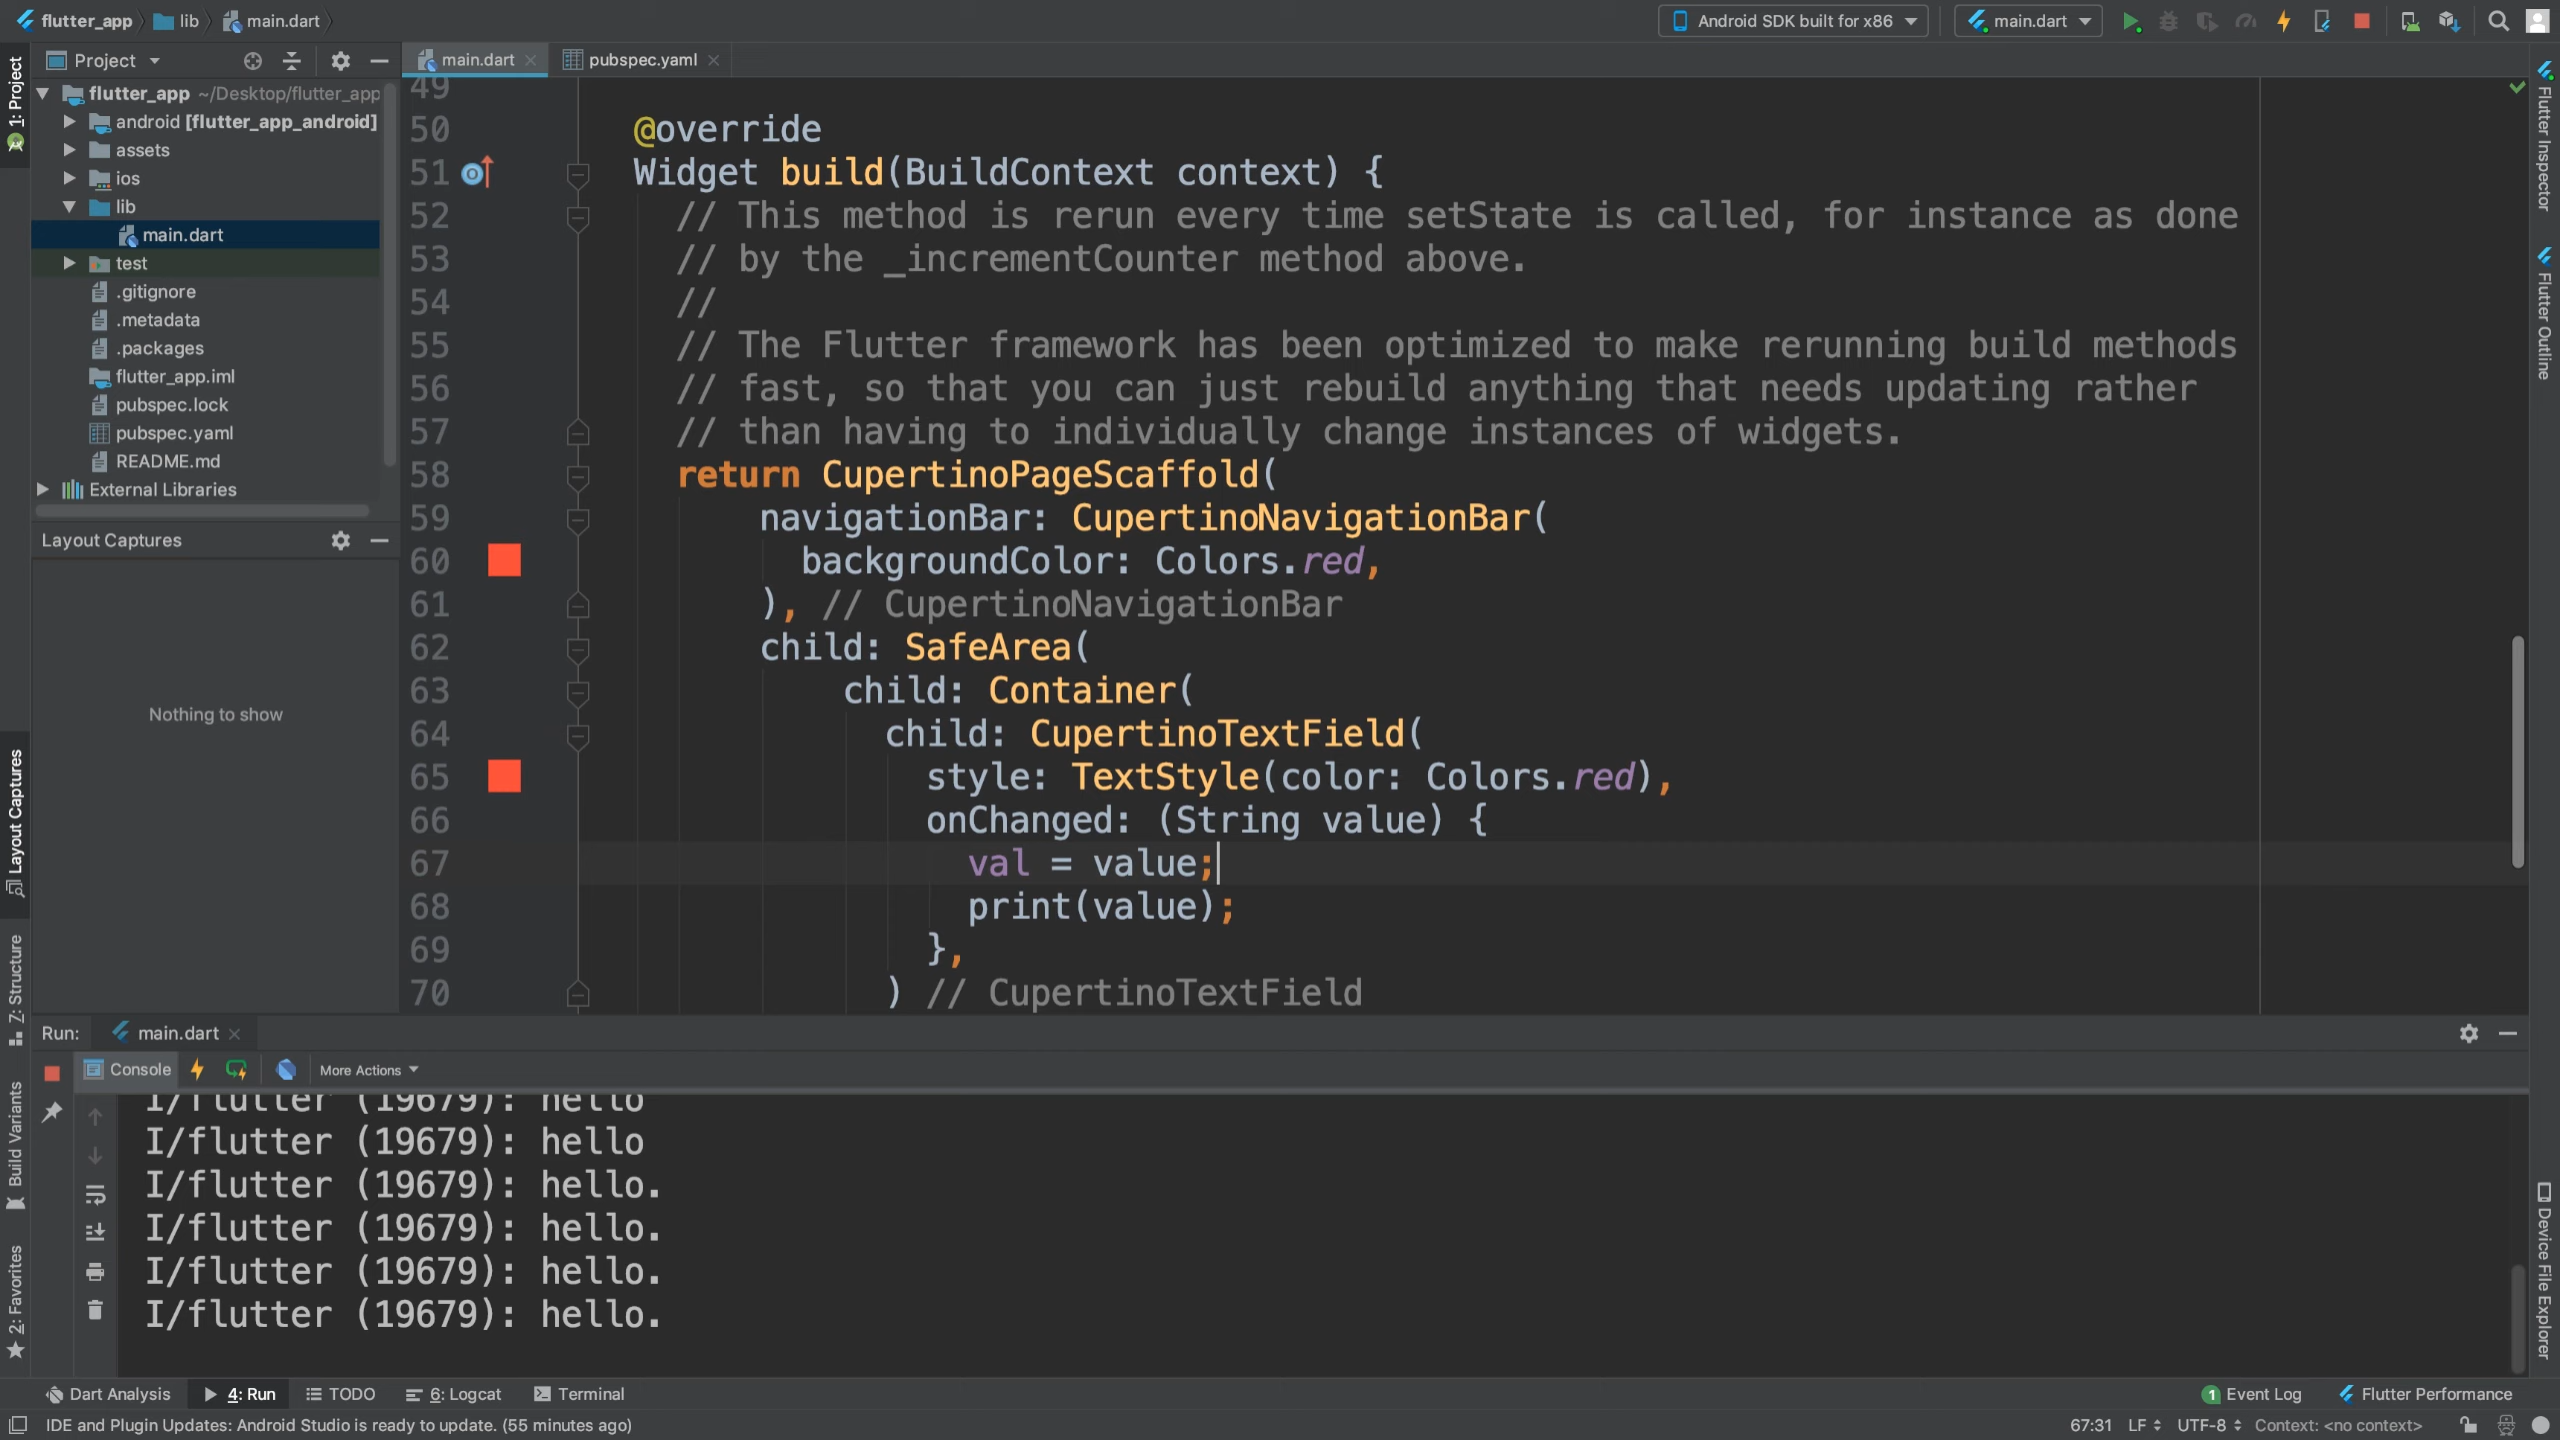 flutter_app lib main.dart Android SDK built for x86 main.dart
Project main.dart pubspec.yaml
1: Project
flutter_app ~/Desktop/flutter_app
android [flutter_app_android]
assets
ios
lib
main.dart
test
.gitignore
.metadata
.packages
flutter_app.iml
pubspec.lock
pubspec.yaml
README.md
External Libraries
Layout Captures
Nothing to show
Layout Captures
Z: Structure
Build Variants
2: Favorites
49
50 @override
51 Widget build(BuildContext context) {
52 // This method is rerun every time setState is called, for instance as done
53 // by the _incrementCounter method above.
54 //
55 // The Flutter framework has been optimized to make rerunning build methods
56 // fast, so that you can just rebuild anything that needs updating rather
57 // than having to individually change instances of widgets.
58 return CupertinoPageScaffold(
59 navigationBar: CupertinoNavigationBar(
60 backgroundColor: Colors.red,
61 ), // CupertinoNavigationBar
62 child: SafeArea(
63 child: Container(
64 child: CupertinoTextField(
65 style: TextStyle(color: Colors.red),
66 onChanged: (String value) {
67 val = value;
68 print(value);
69 },
70 ) // CupertinoTextField
Flutter Inspector
Flutter Outline
Device File Explorer
Run: main.dart
Console More Actions
I/flutter (19679): hello
I/flutter (19679): hello
I/flutter (19679): hello.
I/flutter (19679): hello.
I/flutter (19679): hello.
I/flutter (19679): hello.
Dart Analysis 4: Run TODO 6: Logcat Terminal 1 Event Log Flutter Performance
IDE and Plugin Updates: Android Studio is ready to update. (55 minutes ago) 67:31 LF UTF-8 Context: <no context>